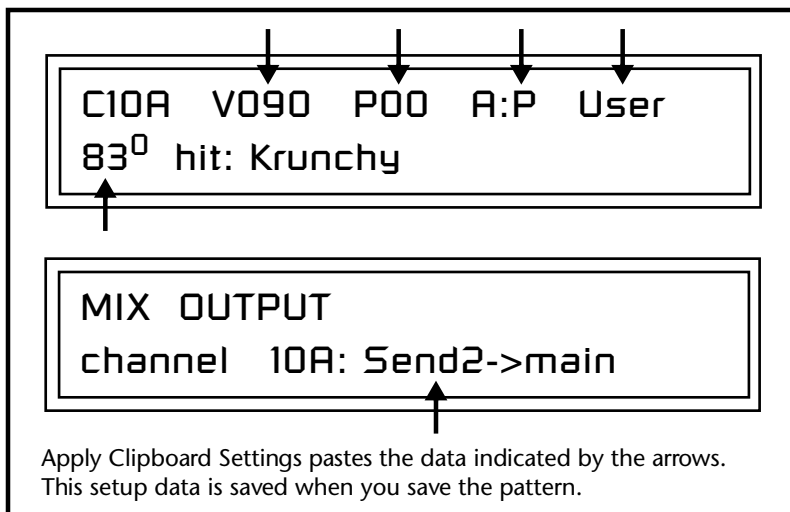 C10A V090 P00 A:P User
83⁰ hit: Krunchy
MIX OUTPUT
channel 10A: Send2->main
Apply Clipboard Settings pastes the data indicated by the arrows.
This setup data is saved when you save the pattern.